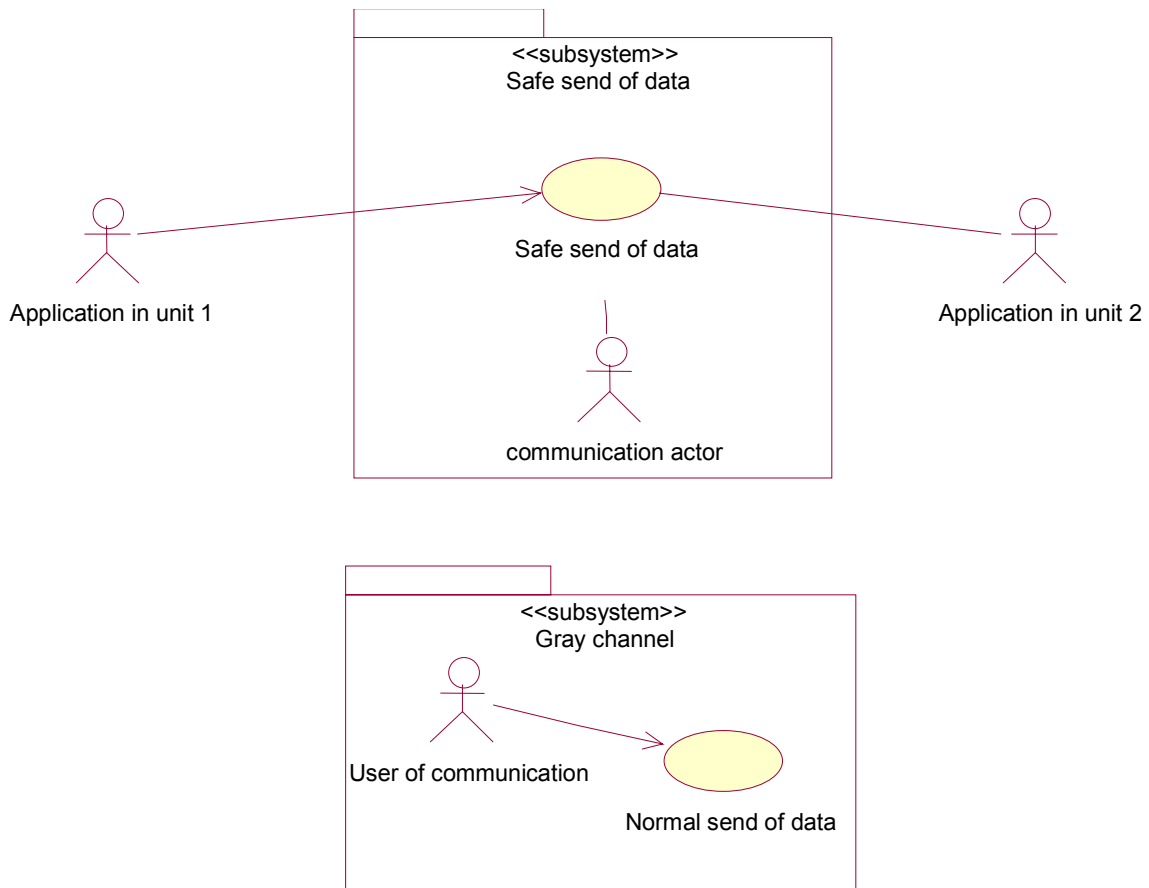 <<subsystem>>
Safe send of data
Safe send of data
Application in unit 1
Application in unit 2
communication actor
<<subsystem>>
Gray channel
User of communication
Normal send of data